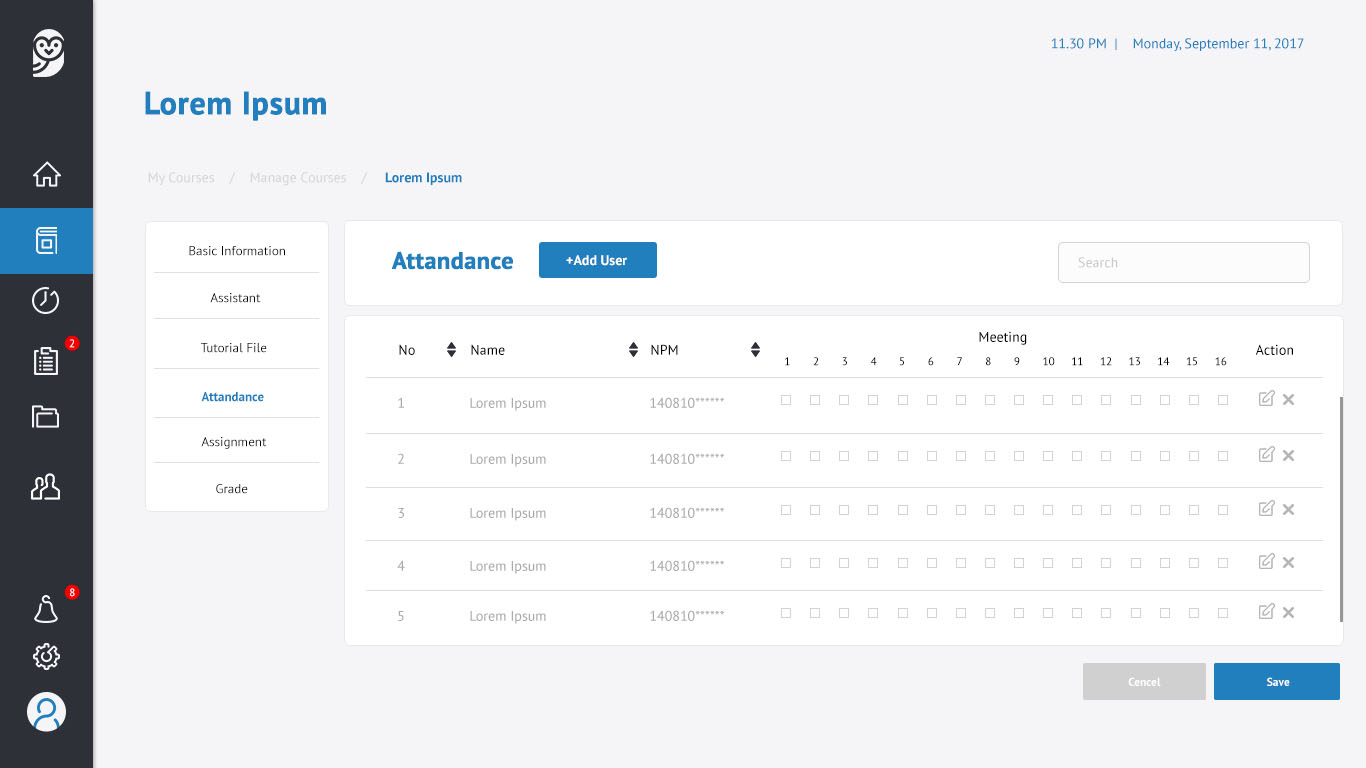 11.30 PM | Monday, September 11, 2017
Lorem Ipsum
My Courses / Manage Courses / Lorem Ipsum
Basic Information
Assistant
Tutorial File
Attandance
Assignment
Grade
Attandance +Add User Search
Meeting
No Name NPM Action
1 2 3 4 5 6 7 8 9 10 11 12 13 14 15 16
1 Lorem Ipsum 140810******
2 Lorem Ipsum 140810******
3 Lorem Ipsum 140810******
4 Lorem Ipsum 140810******
5 Lorem Ipsum 140810******
2
8
Cencel Save